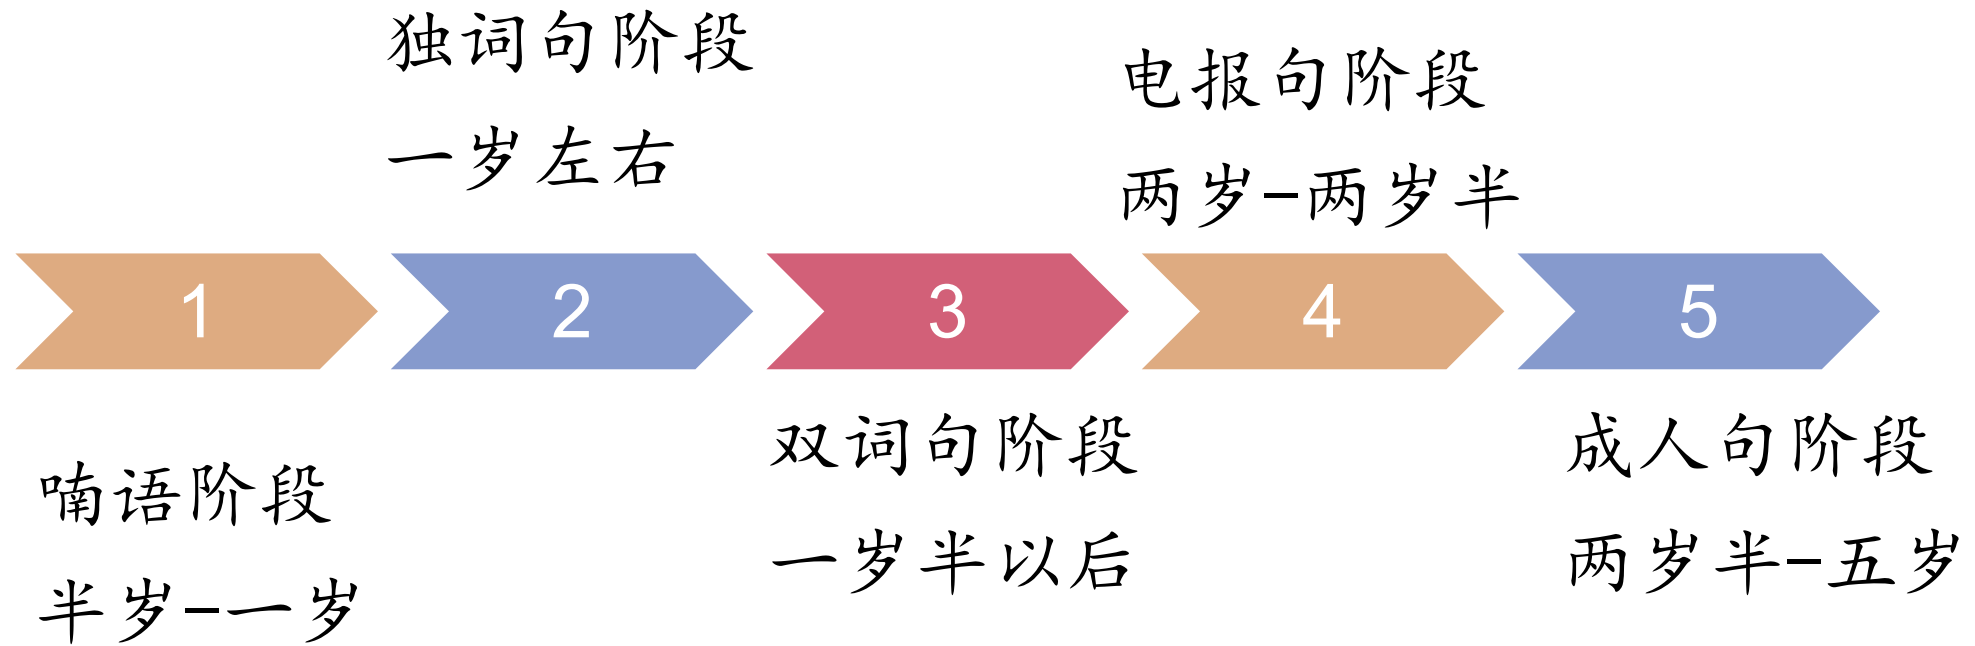 独词句阶段
一岁左右
电报句阶段
两岁-两岁半
1
2
3
4
5
喃语阶段
半岁-一岁
双词句阶段
一岁半以后
成人句阶段
两岁半-五岁